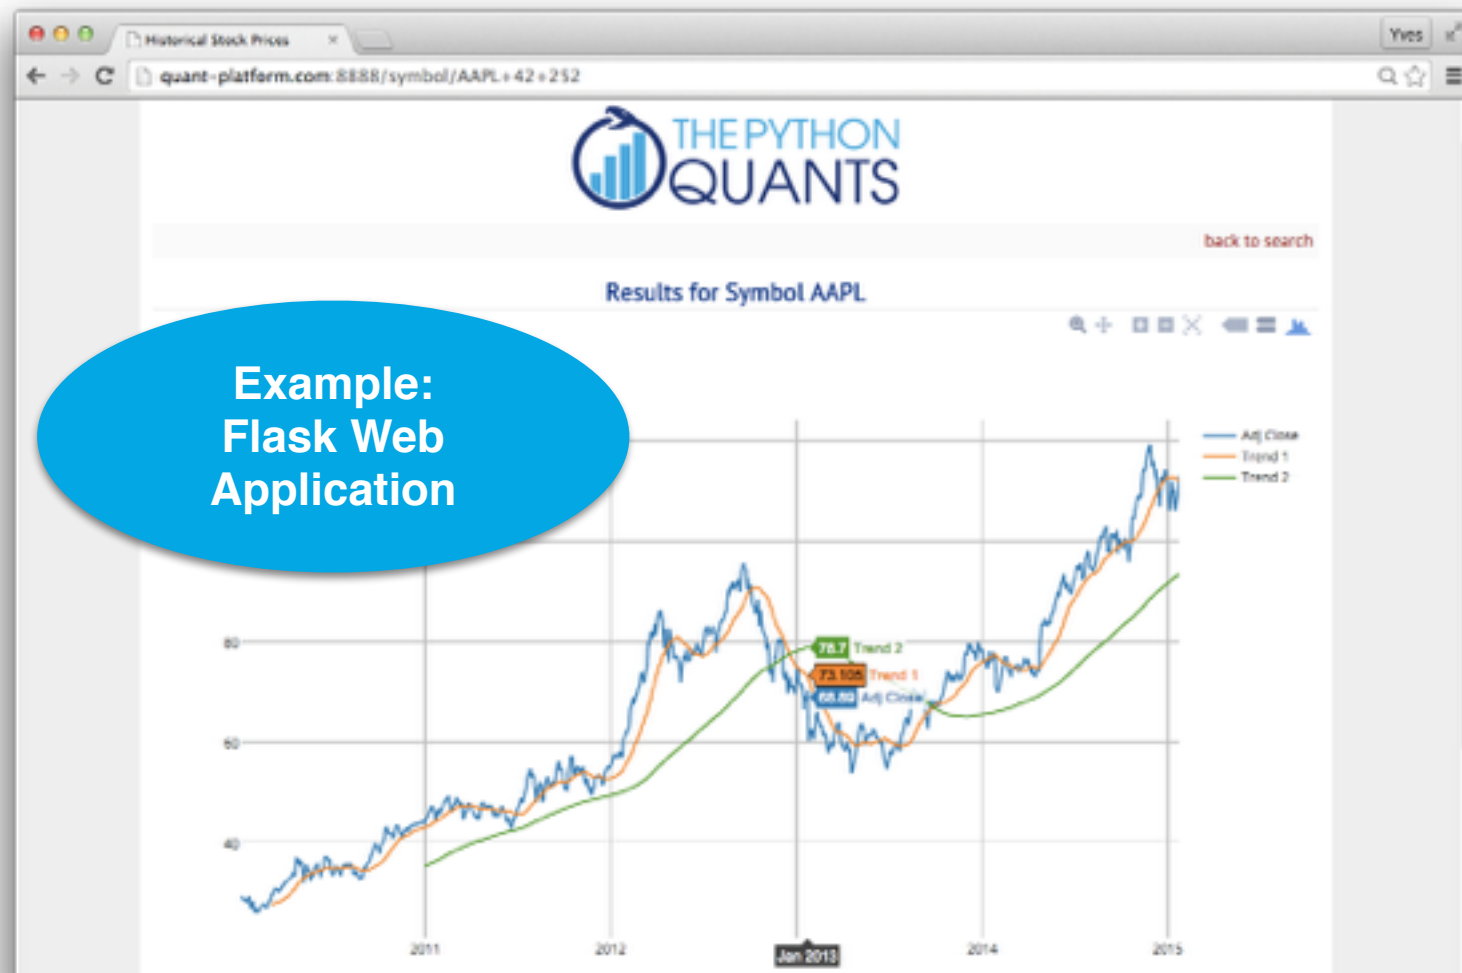 Historical Stock Prices
Yves
quant-platform.com:8888/symbol/AAPL+42+252
THE PYTHON
QUANTS
back to search
Results for Symbol AAPL
Example:
Flask Web
Application
Adj Close
Trend 1
Trend 2
80
78.7 Trend 2
73.105 Trend 1
68.89 Adj Close
60
40
2011
2012
Jan 2013
2014
2015